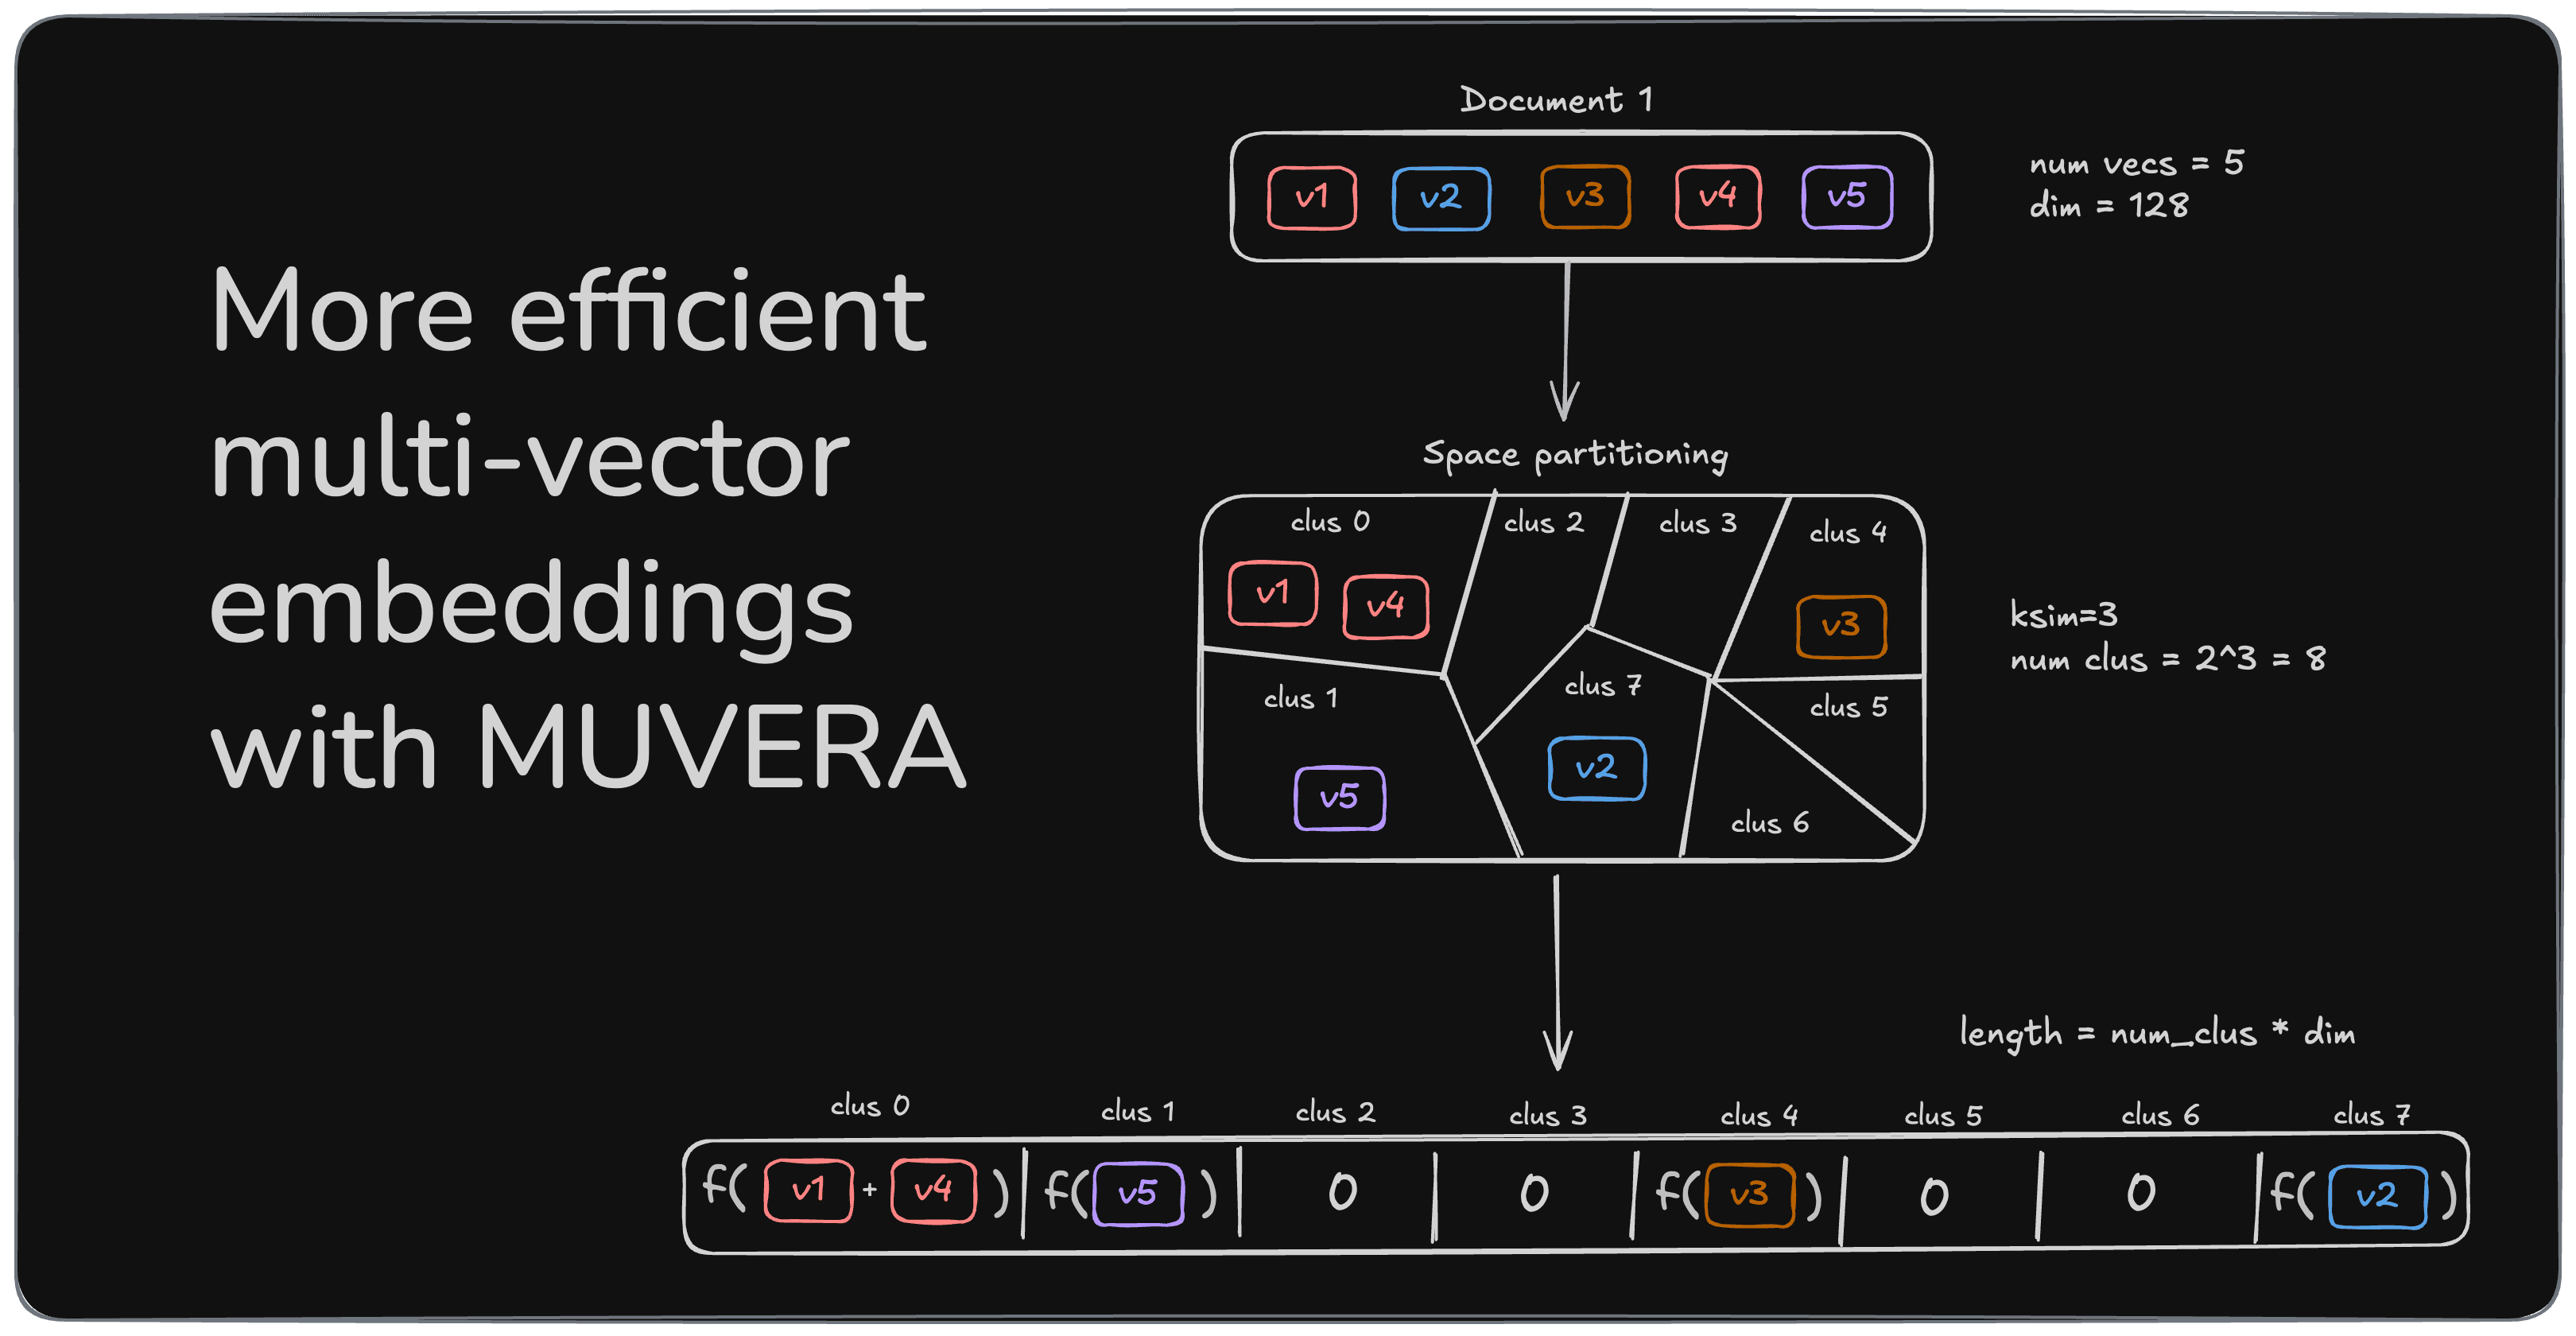 More efficient
multi-vector
embeddings
with MUVERA
Document 1
v1 v2 v3 v4 v5
num vecs = 5
dim = 128
Space partitioning
clus 0 clus 2 clus 3 clus 4
v1 v4 v3
ksim=3
num clus = 2^3 = 8
clus 1 clus 7 clus 5
v5 v2
clus 6
length = num_clus * dim
clus 0 clus 1 clus 2 clus 3 clus 4 clus 5 clus 6 clus 7
f( v1 + v4 ) f( v5 ) 0 0 f( v3 ) 0 0 f( v2 )